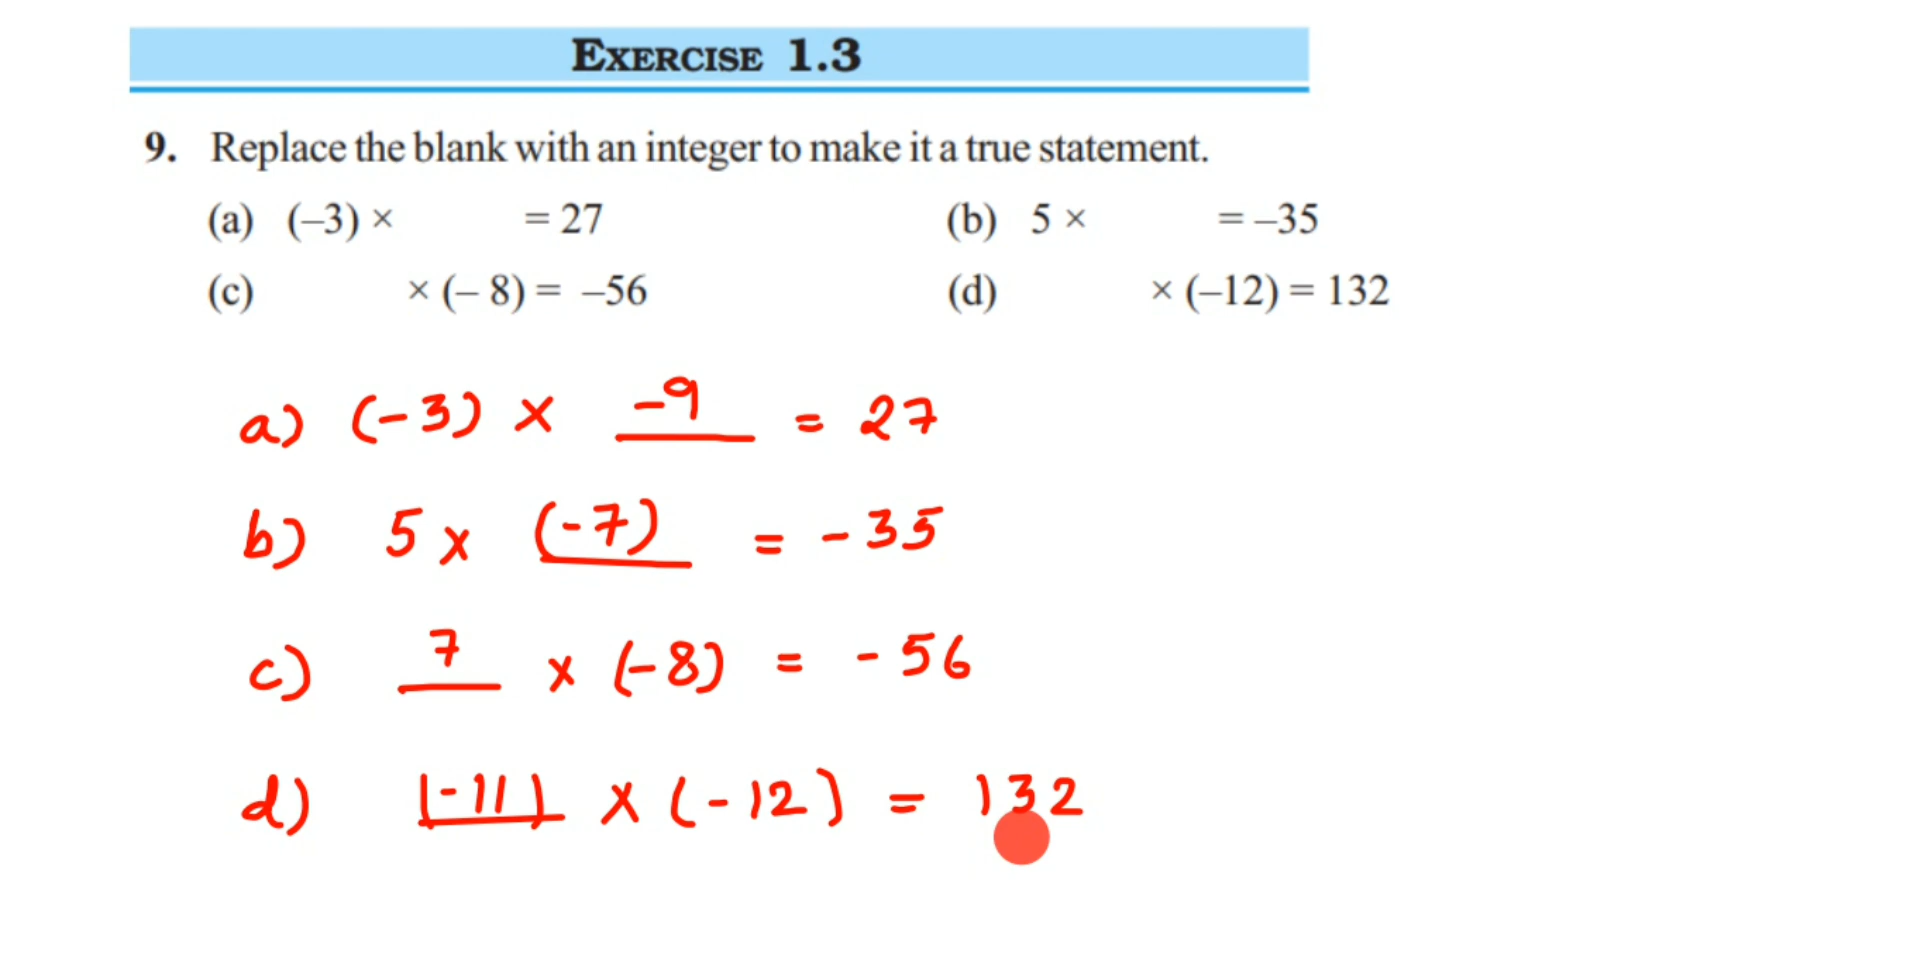 EXERCISE 1.3
9. Replace the blank with an integer to make it a true statement.
(a) (–3) × = 27 (b) 5 × = –35
(c) × (– 8) = –56 (d) × (–12) = 132
a) (-3) × -9 = 27
b) 5 × (-7) = -35
c) 7 × (-8) = -56
d) (-11) × (-12) = 132